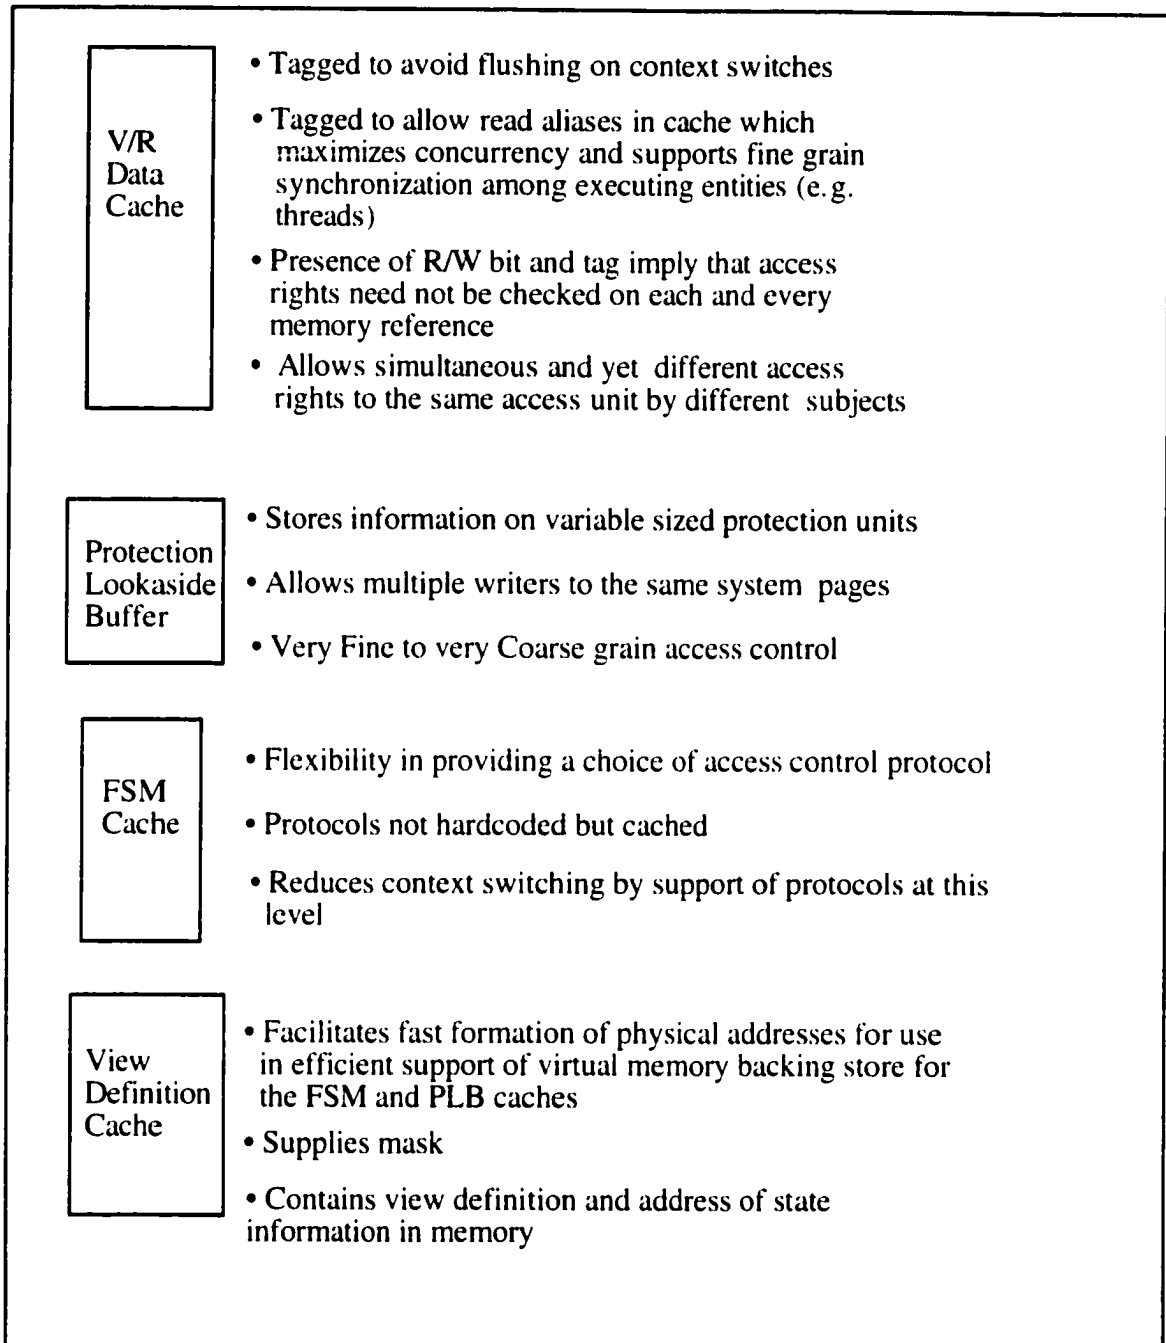 V/R
Data
Cache
• Tagged to avoid flushing on context switches
• Tagged to allow read aliases in cache which
maximizes concurrency and supports fine grain
synchronization among executing entities (e.g.
threads)
• Presence of R/W bit and tag imply that access
rights need not be checked on each and every
memory reference
• Allows simultaneous and yet different access
rights to the same access unit by different subjects
Protection
Lookaside
Buffer
• Stores information on variable sized protection units
• Allows multiple writers to the same system pages
• Very Fine to very Coarse grain access control
FSM
Cache
• Flexibility in providing a choice of access control protocol
• Protocols not hardcoded but cached
• Reduces context switching by support of protocols at this
level
View
Definition
Cache
• Facilitates fast formation of physical addresses for use
in efficient support of virtual memory backing store for
the FSM and PLB caches
• Supplies mask
• Contains view definition and address of state
information in memory